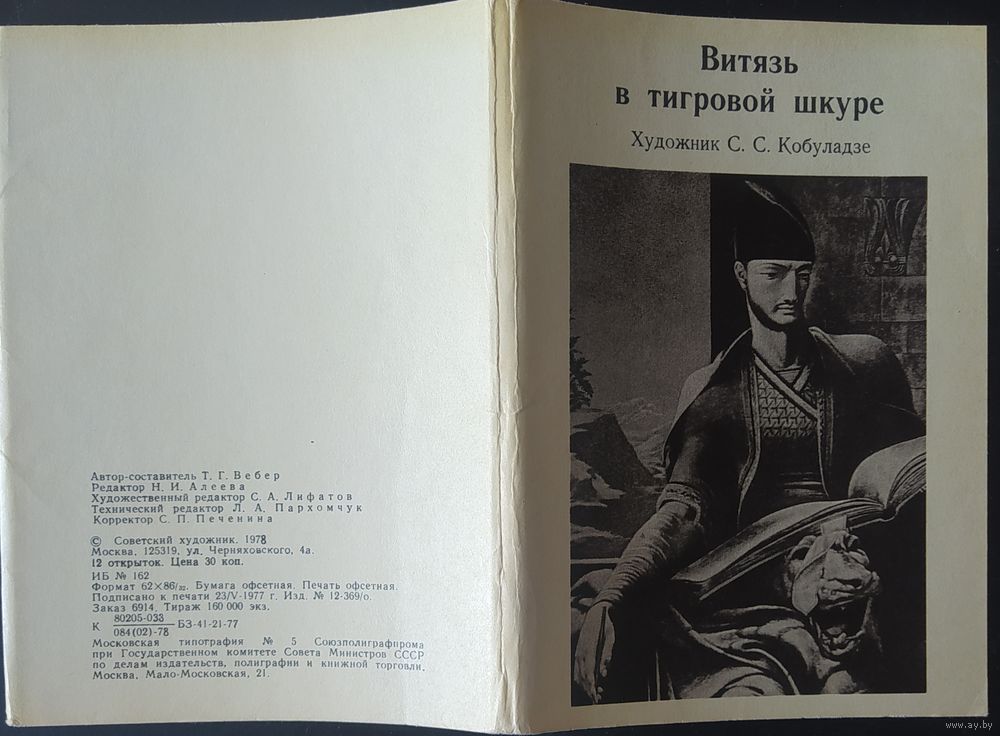 Автор-составитель Т. Г. Вебер
Редактор Н. И. Алеева
Художественный редактор С. А. Лифатов
Технический редактор Л. А. Пархомчук
Корректор С. П. Печенина
© Советский художник. 1978
Москва, 125319, ул. Черняховского, 4а.
12 открыток. Цена 30 коп.
ИБ № 162
Формат 62×86/32. Бумага офсетная. Печать офсетная.
Подписано к печати 23/V-1977 г. Изд. № 12-369/о.
Заказ 6914. Тираж 160 000 экз.
К 80205-033/084(02)-78 БЗ-41-21-77
Московская типография № 5 Союзполиграфпрома
при Государственном комитете Совета Министров СССР
по делам издательств, полиграфии и книжной торговли.
Москва, Мало-Московская, 21.
Витязь
в тигровой шкуре
Художник С. С. Кобуладзе
www.ay.by